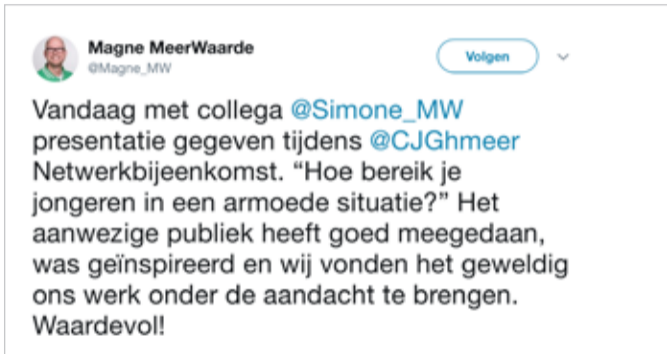 Magne MeerWaarde
@Magne_MW
Volgen
Vandaag met collega @Simone_MW
presentatie gegeven tijdens @CJGhmeer
Netwerkbijeenkomst. “Hoe bereik je
jongeren in een armoede situatie?” Het
aanwezige publiek heeft goed meegedaan,
was geïnspireerd en wij vonden het geweldig
ons werk onder de aandacht te brengen.
Waardevol!